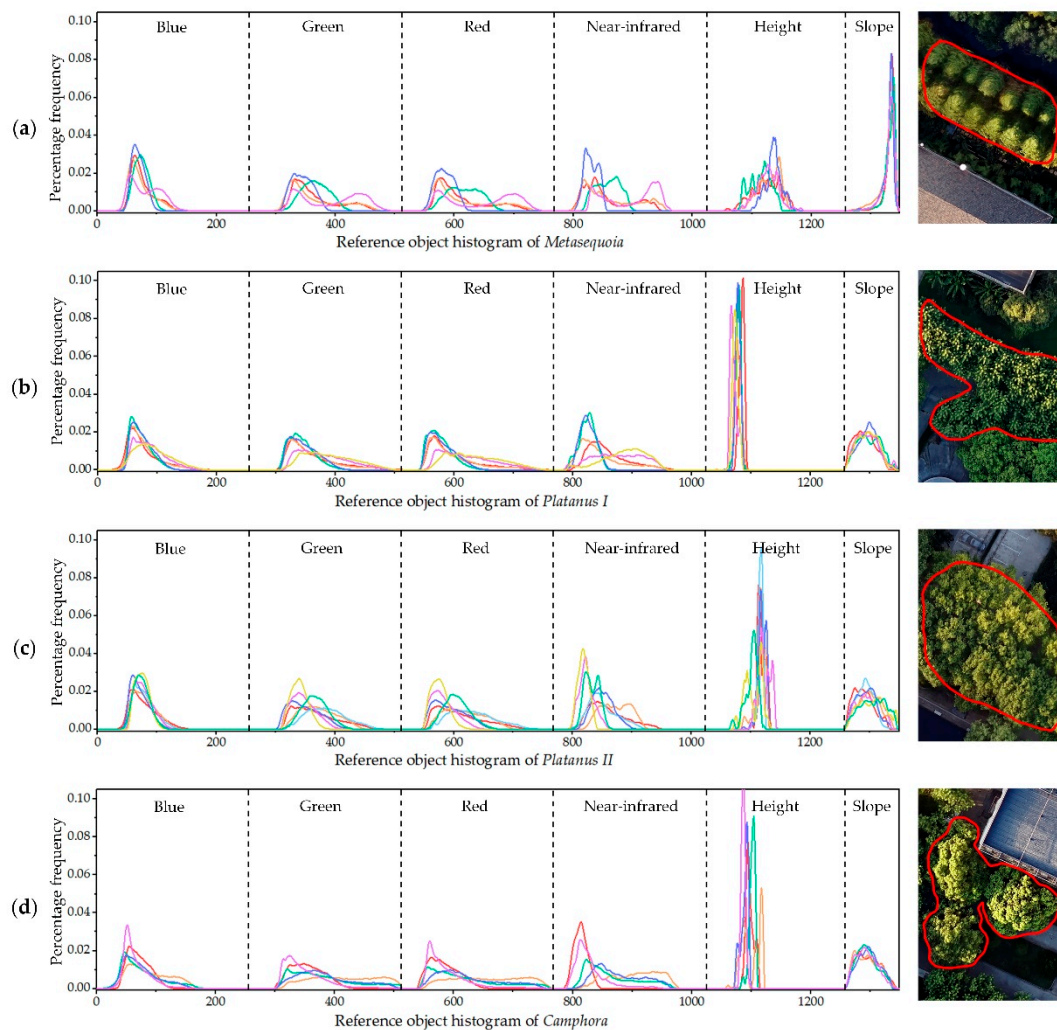 Blue Green Red Near-infrared Height Slope
(a)
Percentage frequency
0.10
0.08
0.06
0.04
0.02
0.00
0 200 400 600 800 1000 1200
Reference object histogram of Metasequoia
Blue Green Red Near-infrared Height Slope
(b)
Percentage frequency
0.10
0.08
0.06
0.04
0.02
0.00
0 200 400 600 800 1000 1200
Reference object histogram of Platanus I
Blue Green Red Near-infrared Height Slope
(c)
Percentage frequency
0.10
0.08
0.06
0.04
0.02
0.00
0 200 400 600 800 1000 1200
Reference object histogram of Platanus II
Blue Green Red Near-infrared Height Slope
(d)
Percentage frequency
0.10
0.08
0.06
0.04
0.02
0.00
0 200 400 600 800 1000 1200
Reference object histogram of Camphora